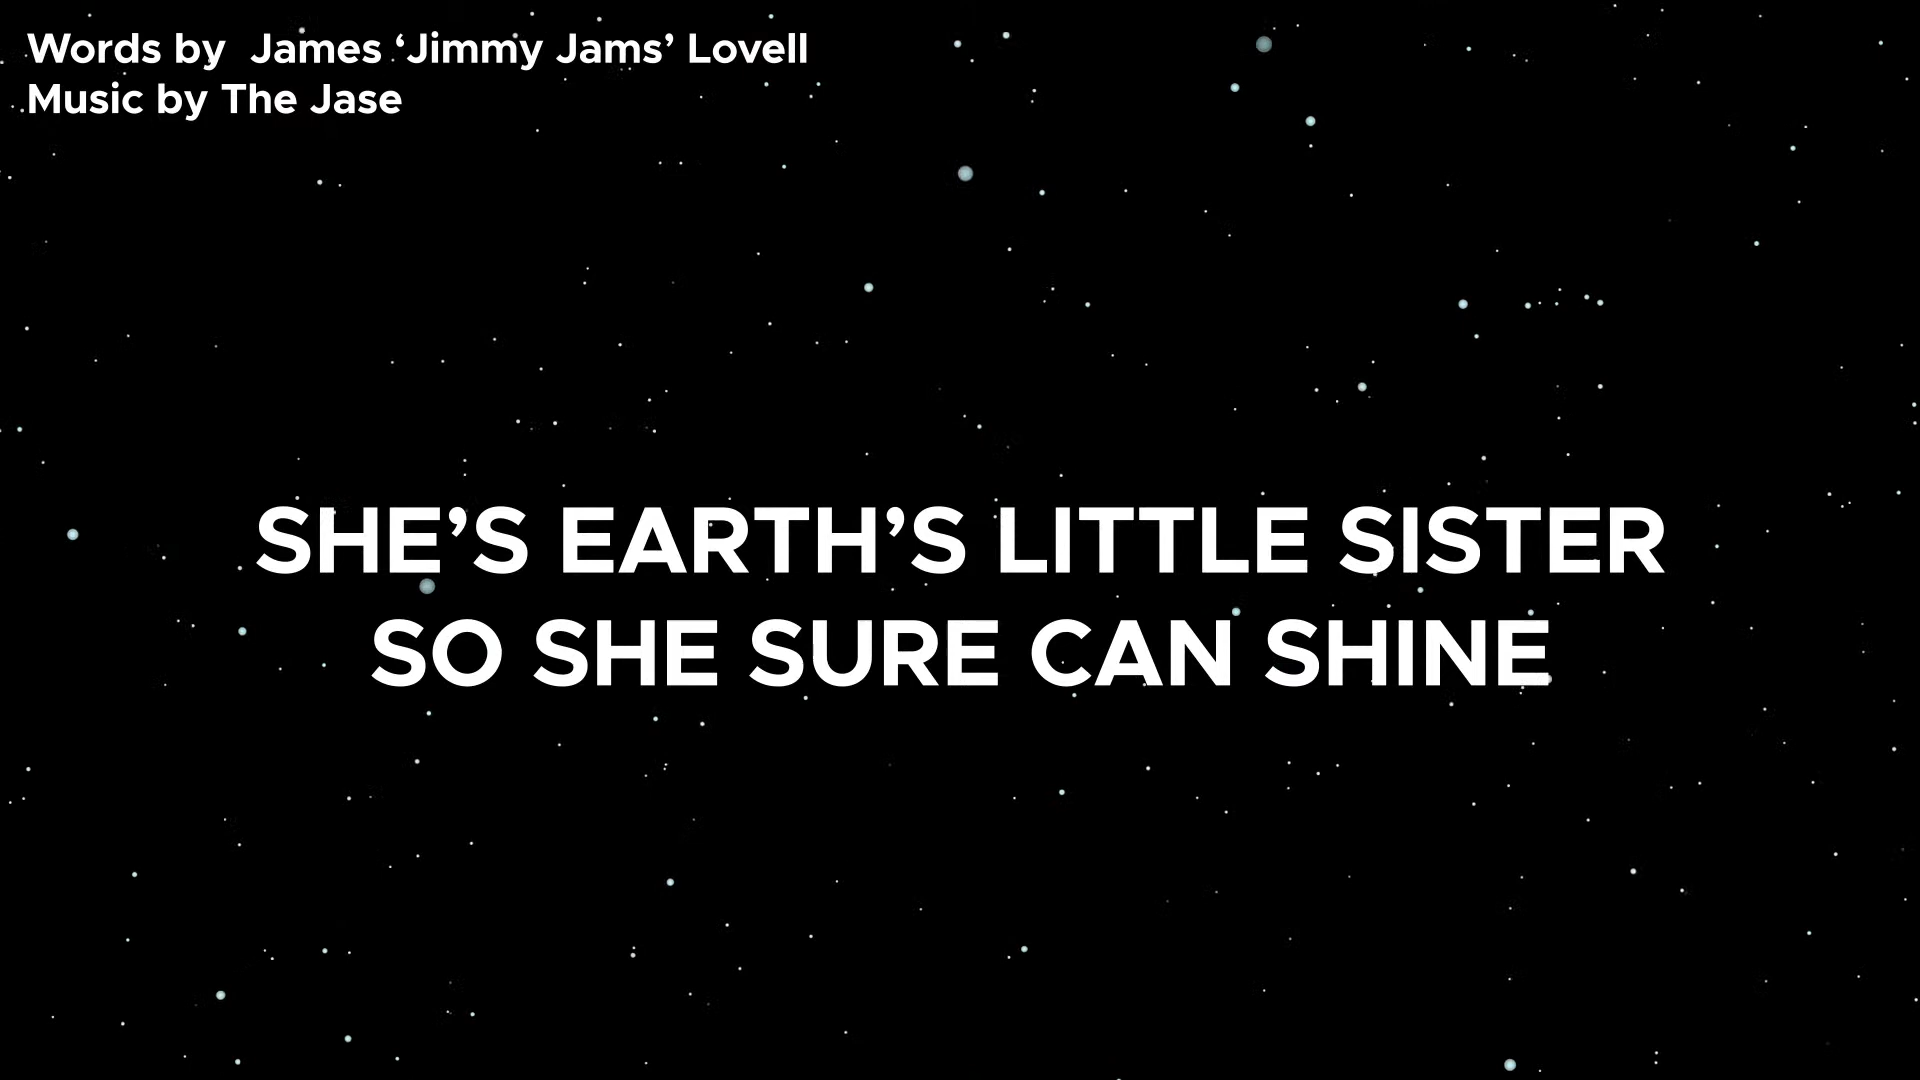 Words by  James ‘Jimmy Jams’ Lovell
Music by The Jase
SHE’S EARTH’S LITTLE SISTER
SO SHE SURE CAN SHINE